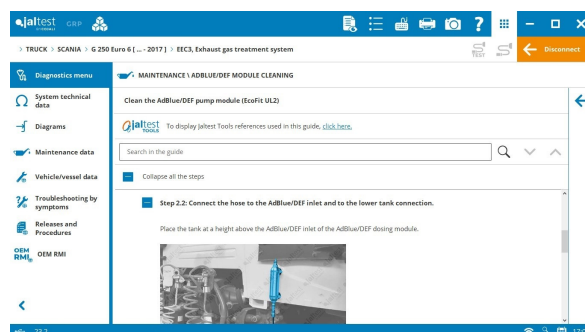 jaltest GRP
?
> TRUCK > SCANIA > G 250 Euro 6 [ ... - 2017 ] > EEC3, Exhaust gas treatment system
TEST
Disconnect
Diagnostics menu
System technical data
Diagrams
Maintenance data
Vehicle/vessel data
Troubleshooting by symptoms
Releases and Procedures
OEM RMI OEM RMI
MAINTENANCE \ ADBLUE/DEF MODULE CLEANING
Clean the AdBlue/DEF pump module (EcoFit UL2)
jaltest TOOLS To display Jaltest Tools references used in this guide, click here.
Search in the guide
Collapse all the steps
Step 2.2: Connect the hose to the AdBlue/DEF inlet and to the lower tank connection.
Place the tank at a height above the AdBlue/DEF inlet of the AdBlue/DEF dosing module.